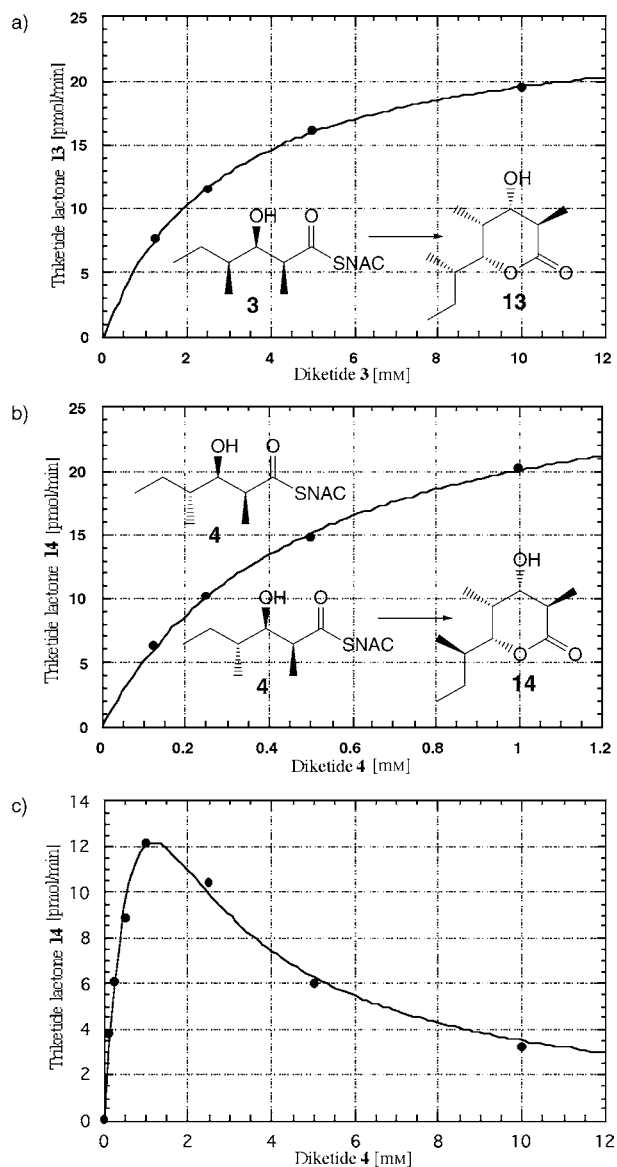 a)
Triketide lactone 13 [pmol/min]
25
20
15
10
5
0
OH
O
SNAC
3
OH
O
O
13
0
2
4
6
8
10
12
Diketide 3 [mM]
b)
Triketide lactone 14 [pmol/min]
25
20
15
10
5
0
OH
O
SNAC
4
OH
O
SNAC
4
OH
O
O
14
0
0.2
0.4
0.6
0.8
1
1.2
Diketide 4 [mM]
c)
Triketide lactone 14 [pmol/min]
14
12
10
8
6
4
2
0
0
2
4
6
8
10
12
Diketide 4 [mM]